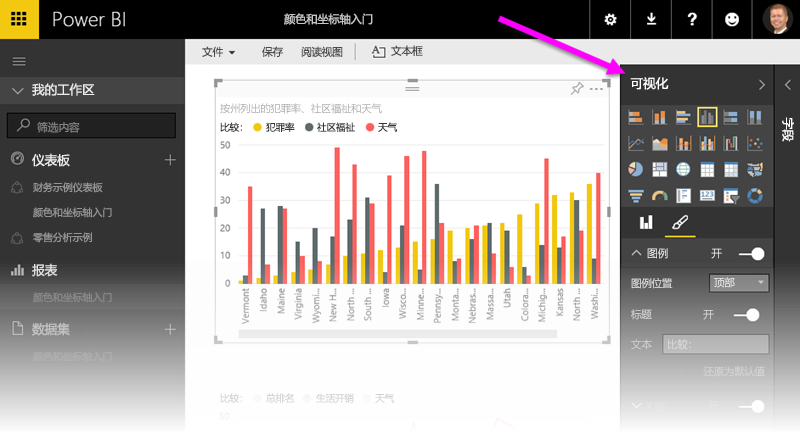 Power BI
颜色和坐标轴入门
?
文件
保存
阅读视图
文本框
我的工作区
筛选内容
仪表板
财务示例仪表板
颜色和坐标轴入门
零售分析示例
报表
颜色和坐标轴入门
数据集
颜色和坐标轴入门
按州列出的犯罪率、社区福祉和天气
比较: 犯罪率 社区福祉 天气
50
40
30
20
10
0
Vermont
Idaho
Maine
Virginia
Wyomi...
New H...
North ...
South ...
Iowa
Wisco...
Minne...
Pennsy...
Monta...
Nebras...
Massa...
Utah
Colora...
Michig...
Kansas
North ...
Washi...
比较: 总排名 生活开销 天气
50
可视化
字段
123
图例 开
图例位置 顶部
标题 开
文本 比较:
还原为默认值
开